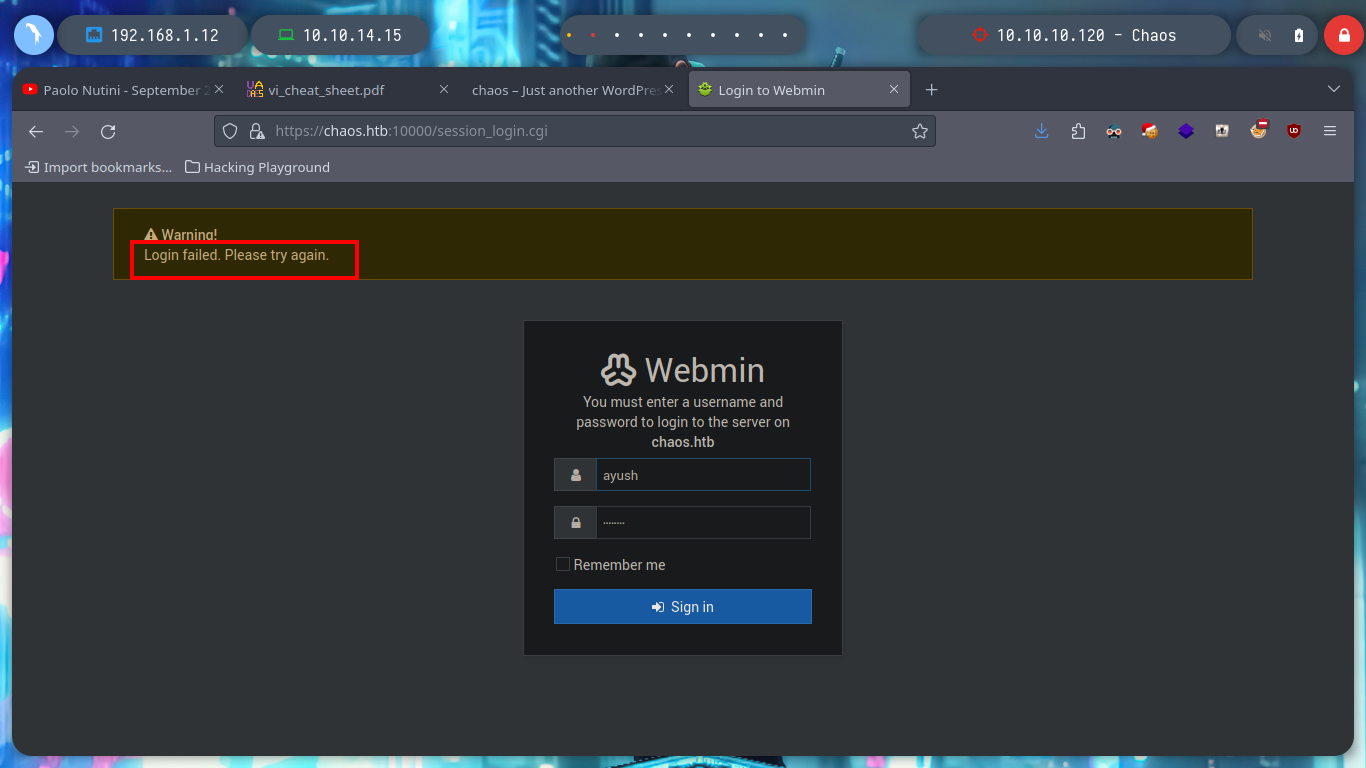 192.168.1.12
10.10.14.15
10.10.10.120 - Chaos
Paolo Nutini - September 2
vi_cheat_sheet.pdf
chaos – Just another WordPres
Login to Webmin
https://chaos.htb:10000/session_login.cgi
Import bookmarks...
Hacking Playground
Warning!
Login failed. Please try again.
Webmin
You must enter a username and
password to login to the server on
chaos.htb
ayush
Remember me
Sign in